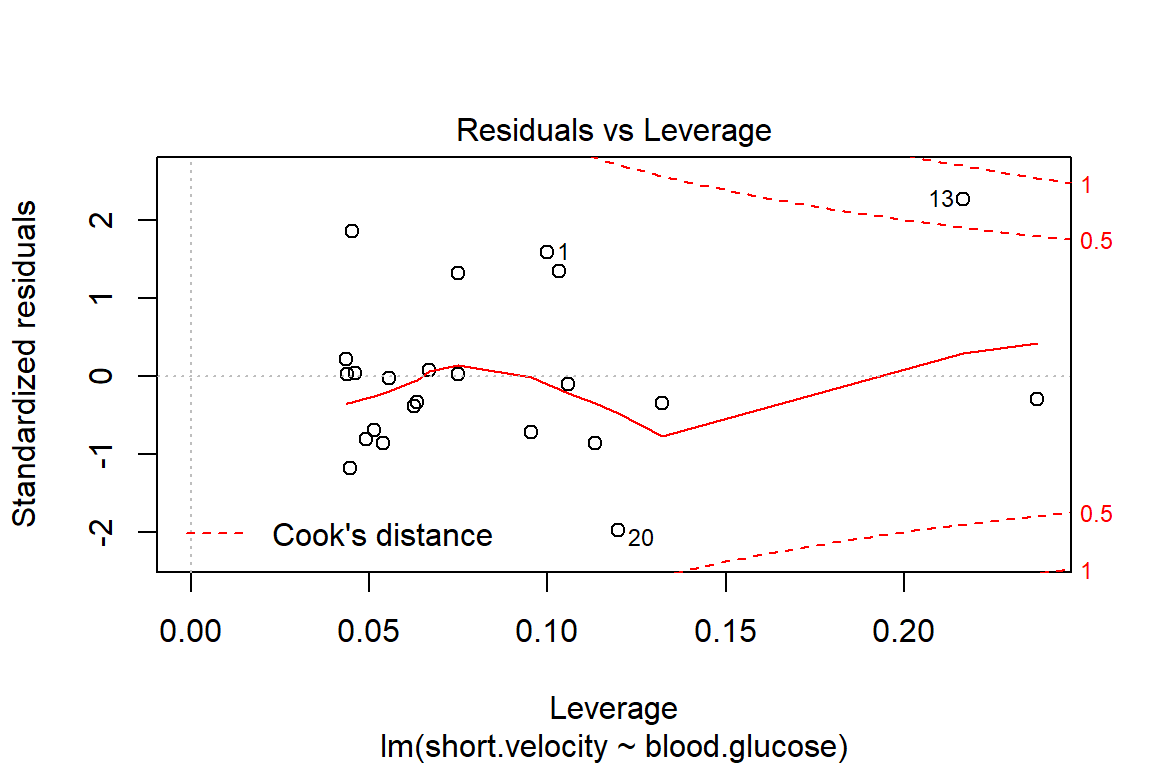 Residuals vs Leverage
Standardized residuals
2
1
0
-1
-2
13
1
20
1
0.5
0.5
1
Cook's distance
0.00 0.05 0.10 0.15 0.20
Leverage
lm(short.velocity ~ blood.glucose)